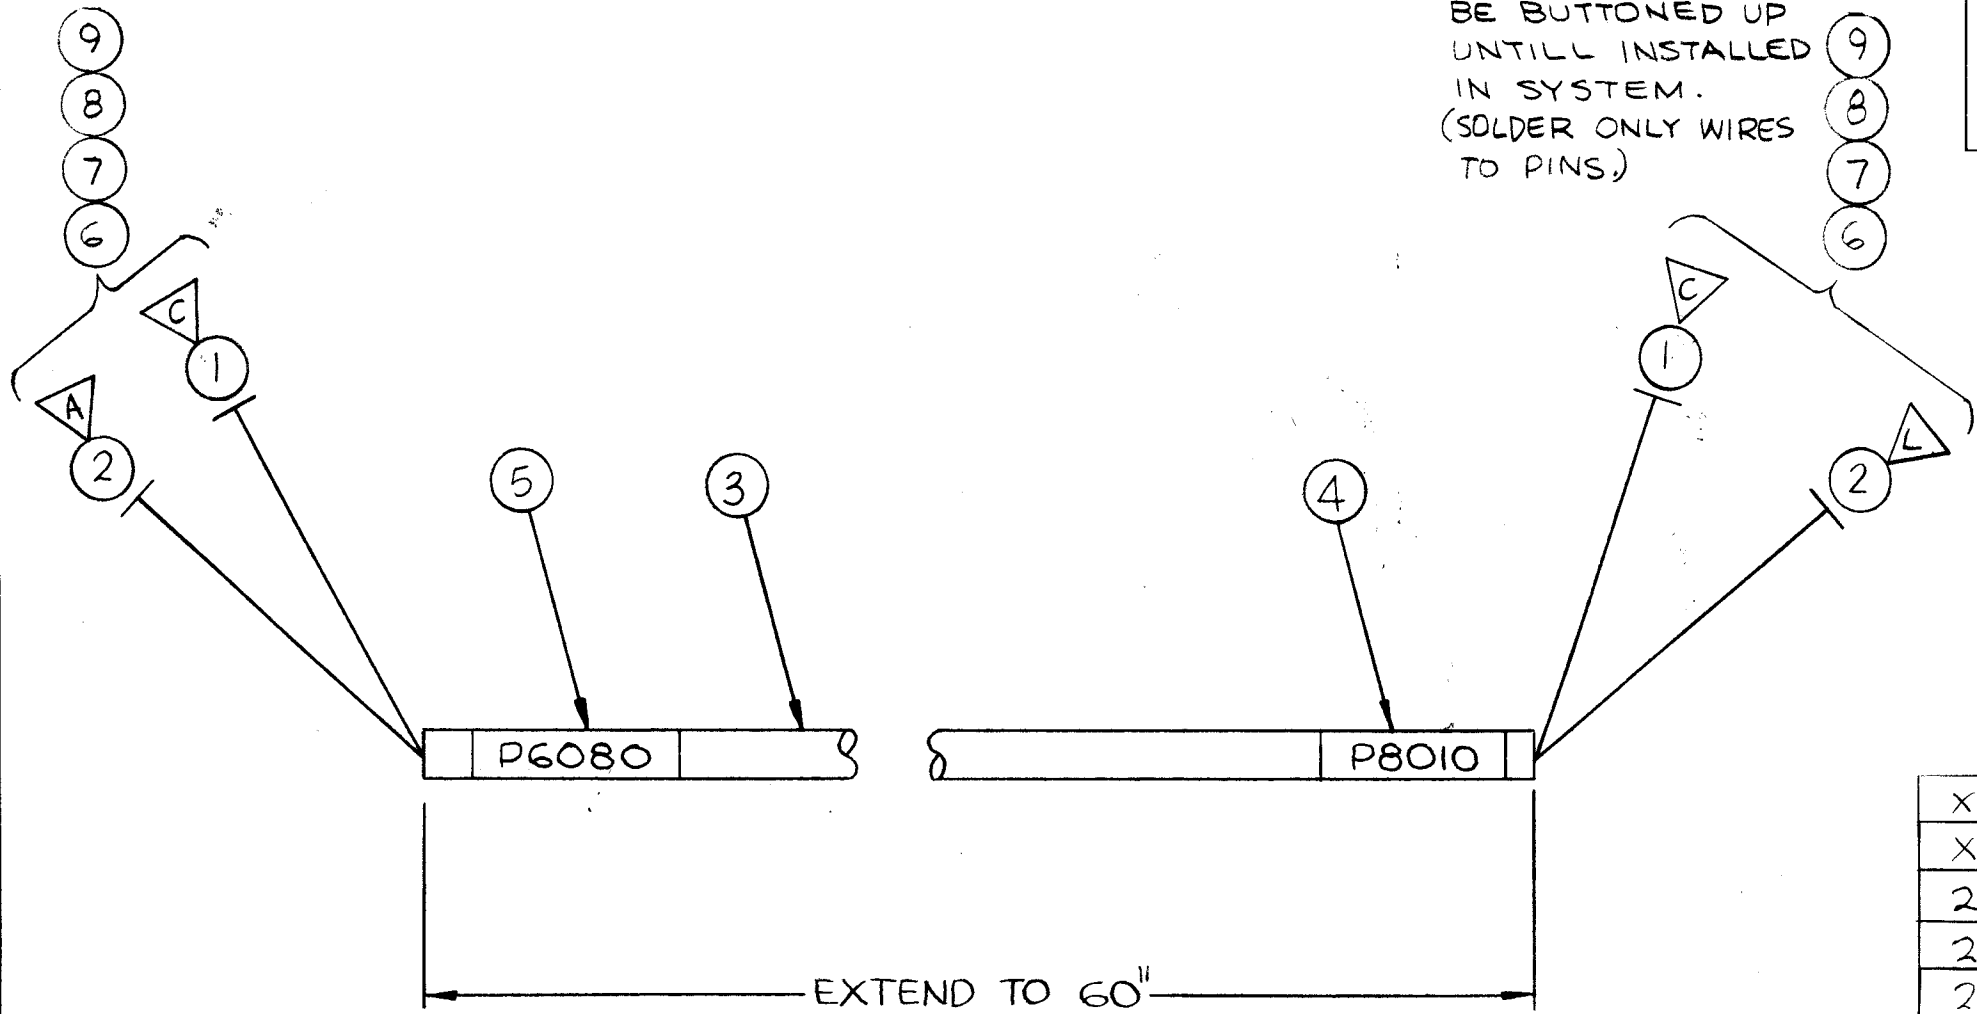 BE BUTTONED UP
UNTILL INSTALLED
IN SYSTEM.
(SOLDER ONLY WIRES
TO PINS.)
9
8
7
6
C
1
A
2
9
8
7
6
C
1
L
2
5
3
4
P6080
P8010
EXTEND TO 60"
X
X
2
2
2